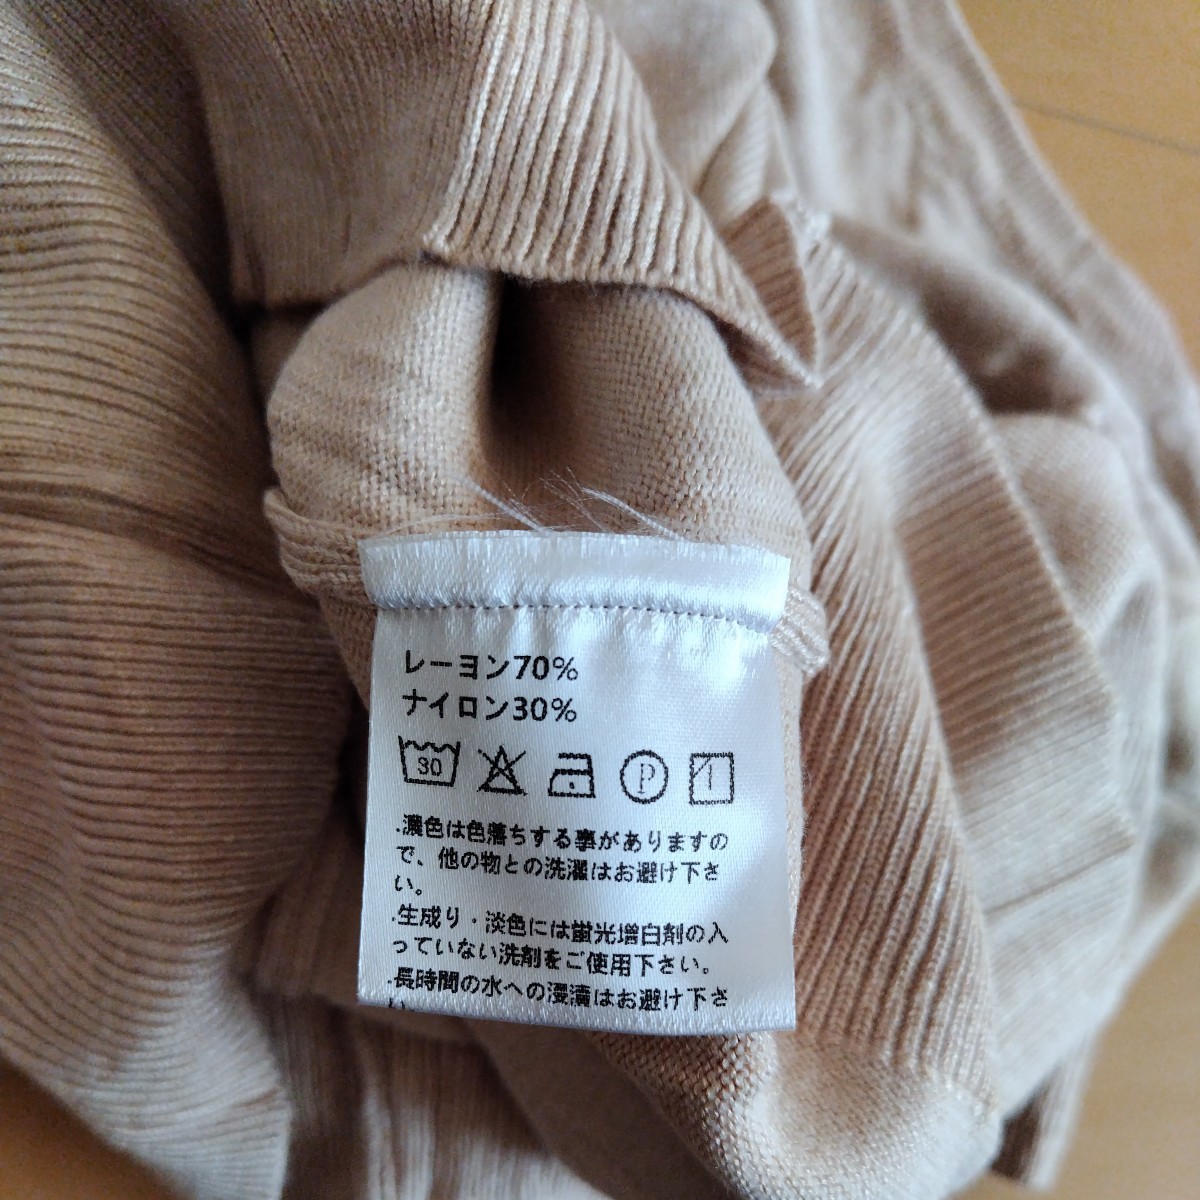 レーヨン70%
ナイロン30%
30 P
.濃色は色落ちする事がありますの
で、他の物との洗濯はお避け下さ
い。
.生成り・淡色には蛍光増白剤の入
っていない洗剤をご使用下さい。
.長時間の水への浸漬はお避け下さ
い.